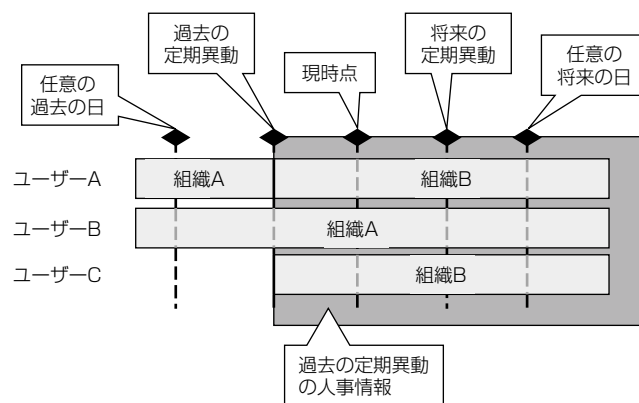 過去の
定期異動
将来の
定期異動
任意の
過去の日
現時点
任意の
将来の日
ユーザーA
組織A
組織B
ユーザーB
組織A
ユーザーC
組織B
過去の定期異動
の人事情報